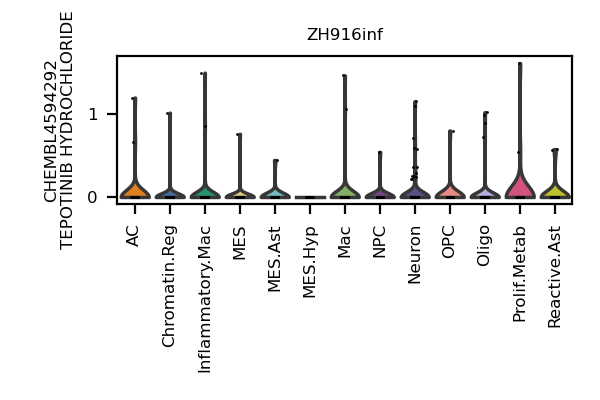 ZH916inf
CHEMBL4594292
TEPOTINIB HYDROCHLORIDE
1
0
AC
Chromatin.Reg
Inflammatory.Mac
MES
MES.Ast
MES.Hyp
Mac
NPC
Neuron
OPC
Oligo
Prolif.Metab
Reactive.Ast